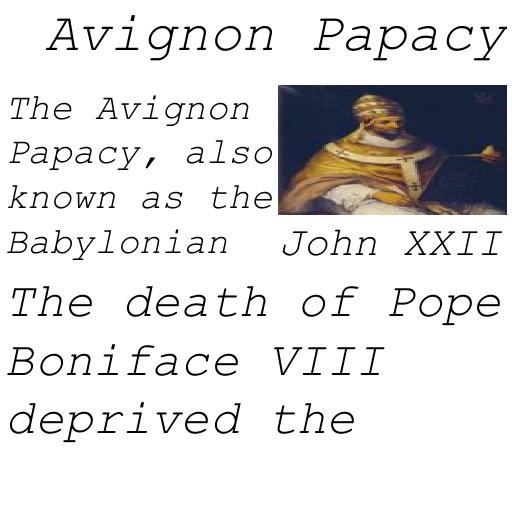 Avignon Papacy
The Avignon
Papacy, also
known as the
Babylonian
John XXII
The death of Pope
Boniface VIII
deprived the